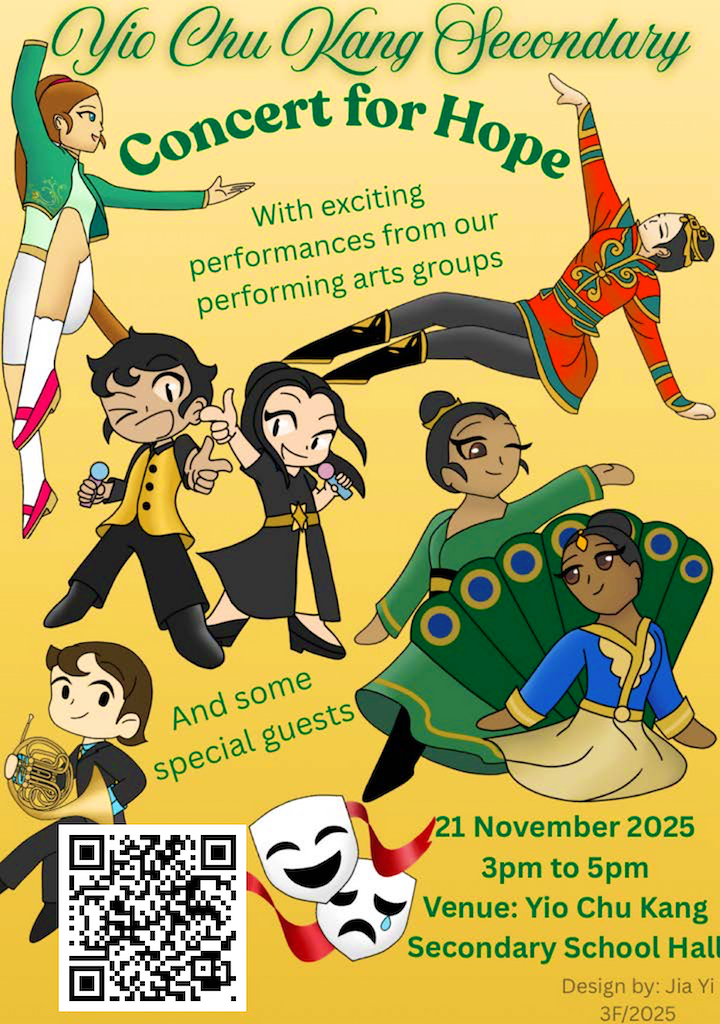 Yio Chu Kang Secondary
Concert for Hope
With exciting
performances from our
performing arts groups
And some
special guests
21 November 2025
3pm to 5pm
Venue: Yio Chu Kang
Secondary School Hall
Design by: Jia Yi
3F/2025